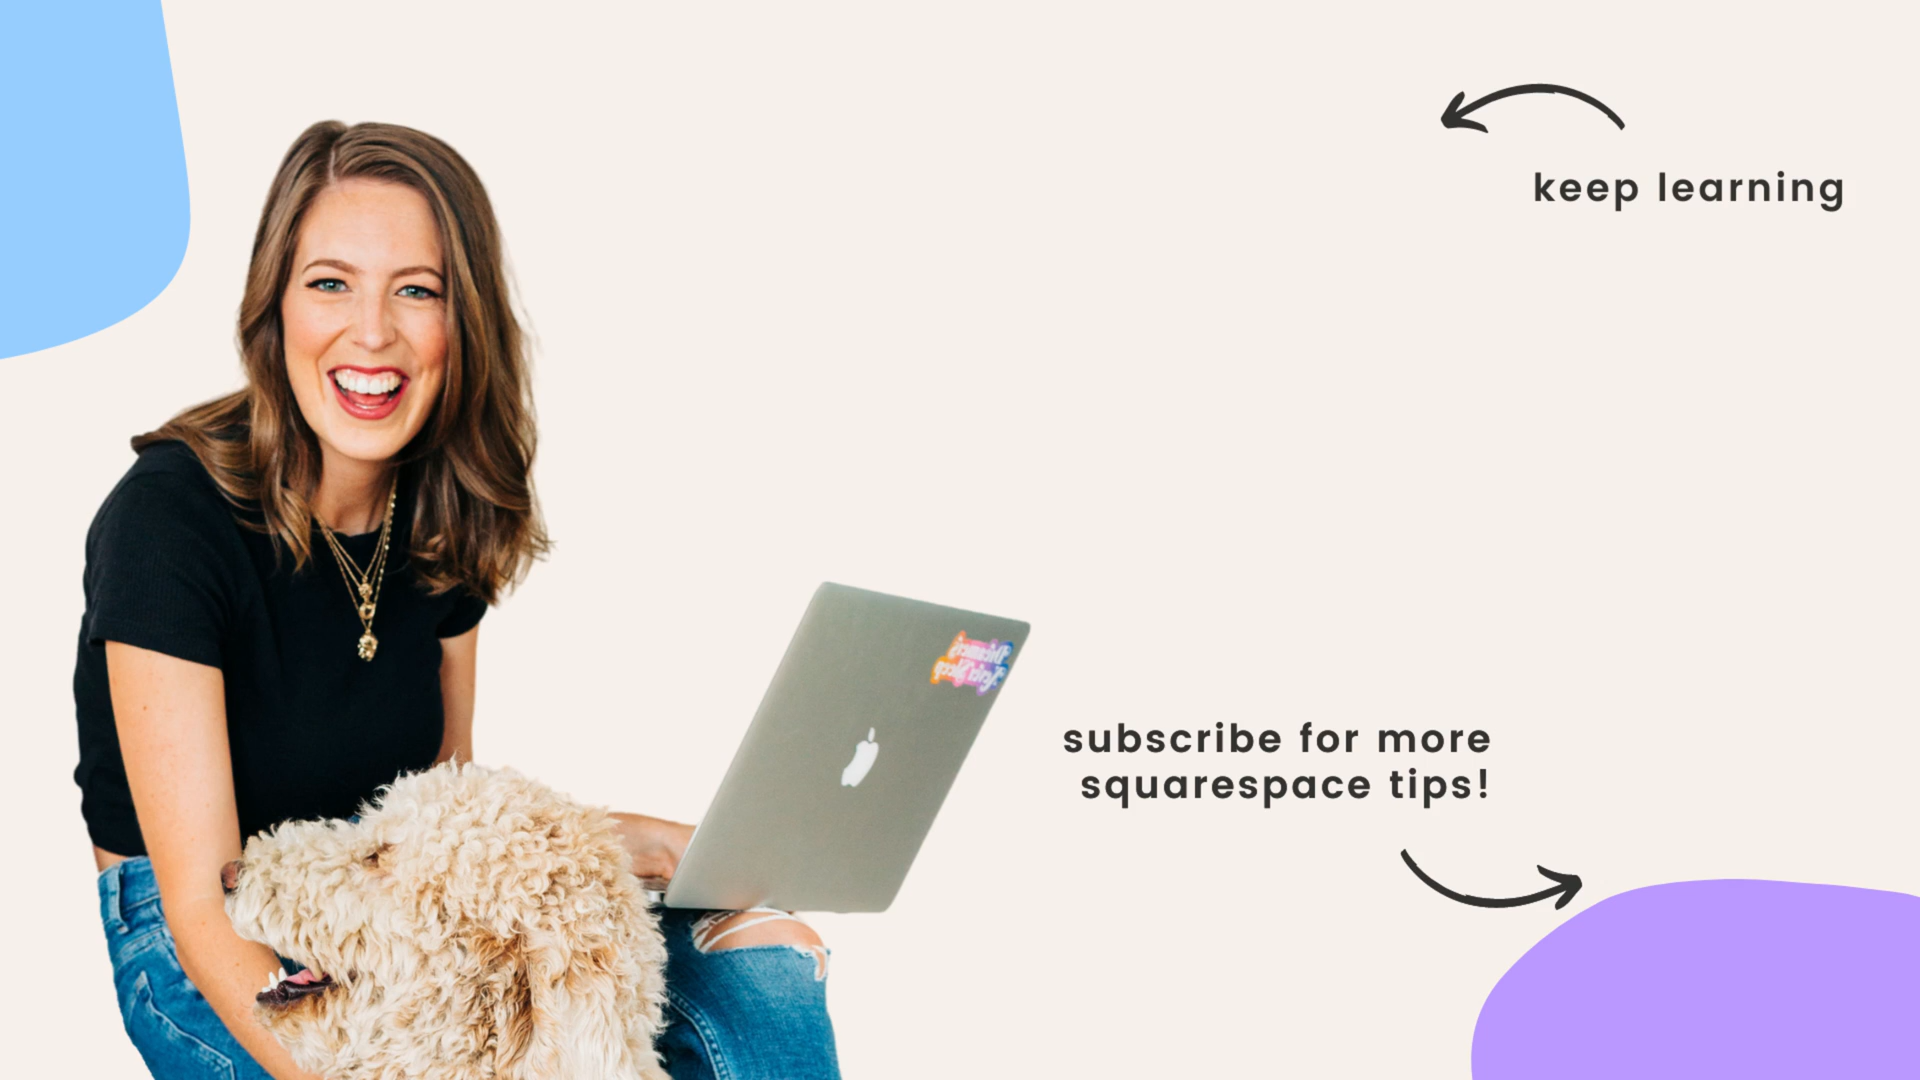 keep learning
subscribe for more
squarespace tips!